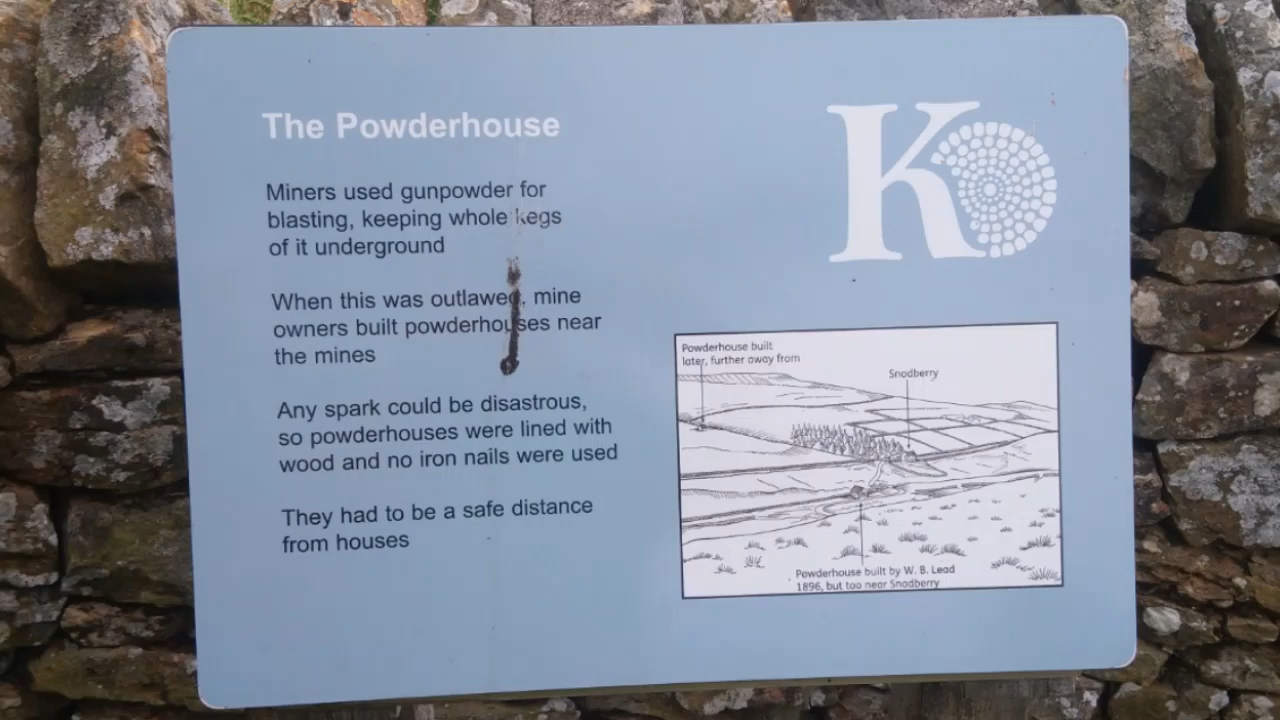 The Powderhouse
Miners used gunpowder for
blasting, keeping whole kegs
of it underground
When this was outlawed, mine
owners built powderhouses near
the mines
Any spark could be disastrous,
so powderhouses were lined with
wood and no iron nails were used
They had to be a safe distance
from houses
K
Powderhouse built
later, further away from
Snodberry
Powderhouse built by W. B. Lead
1896, but too near Snodberry